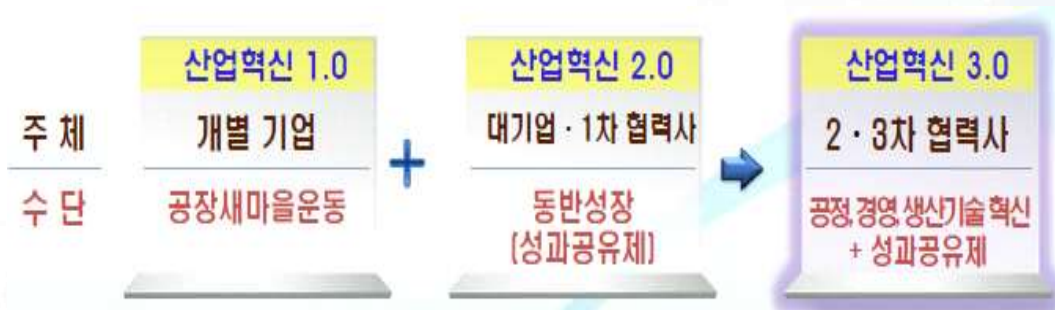 산업혁신 1.0 산업혁신 2.0 산업혁신 3.0
주 체 개별 기업 대기업 · 1차 협력사 2 · 3차 협력사
수 단 공장새마을운동 동반성장 공정, 경영, 생산기술 혁신
(성과공유제) + 성과공유제